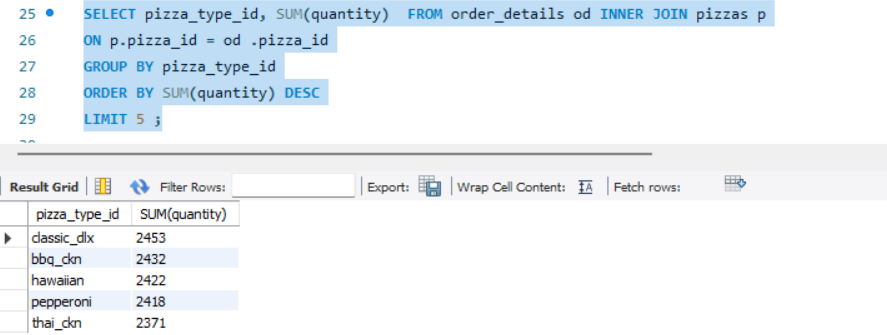 25 SELECT pizza_type_id, SUM(quantity)  FROM order_details od INNER JOIN pizzas p
26 ON p.pizza_id = od .pizza_id
27 GROUP BY pizza_type_id
28 ORDER BY SUM(quantity) DESC
29 LIMIT 5 ;
Result Grid Filter Rows: Export: Wrap Cell Content: Fetch rows:
pizza_type_id SUM(quantity)
classic_dlx 2453
bbq_ckn 2432
hawaiian 2422
pepperoni 2418
thai_ckn 2371